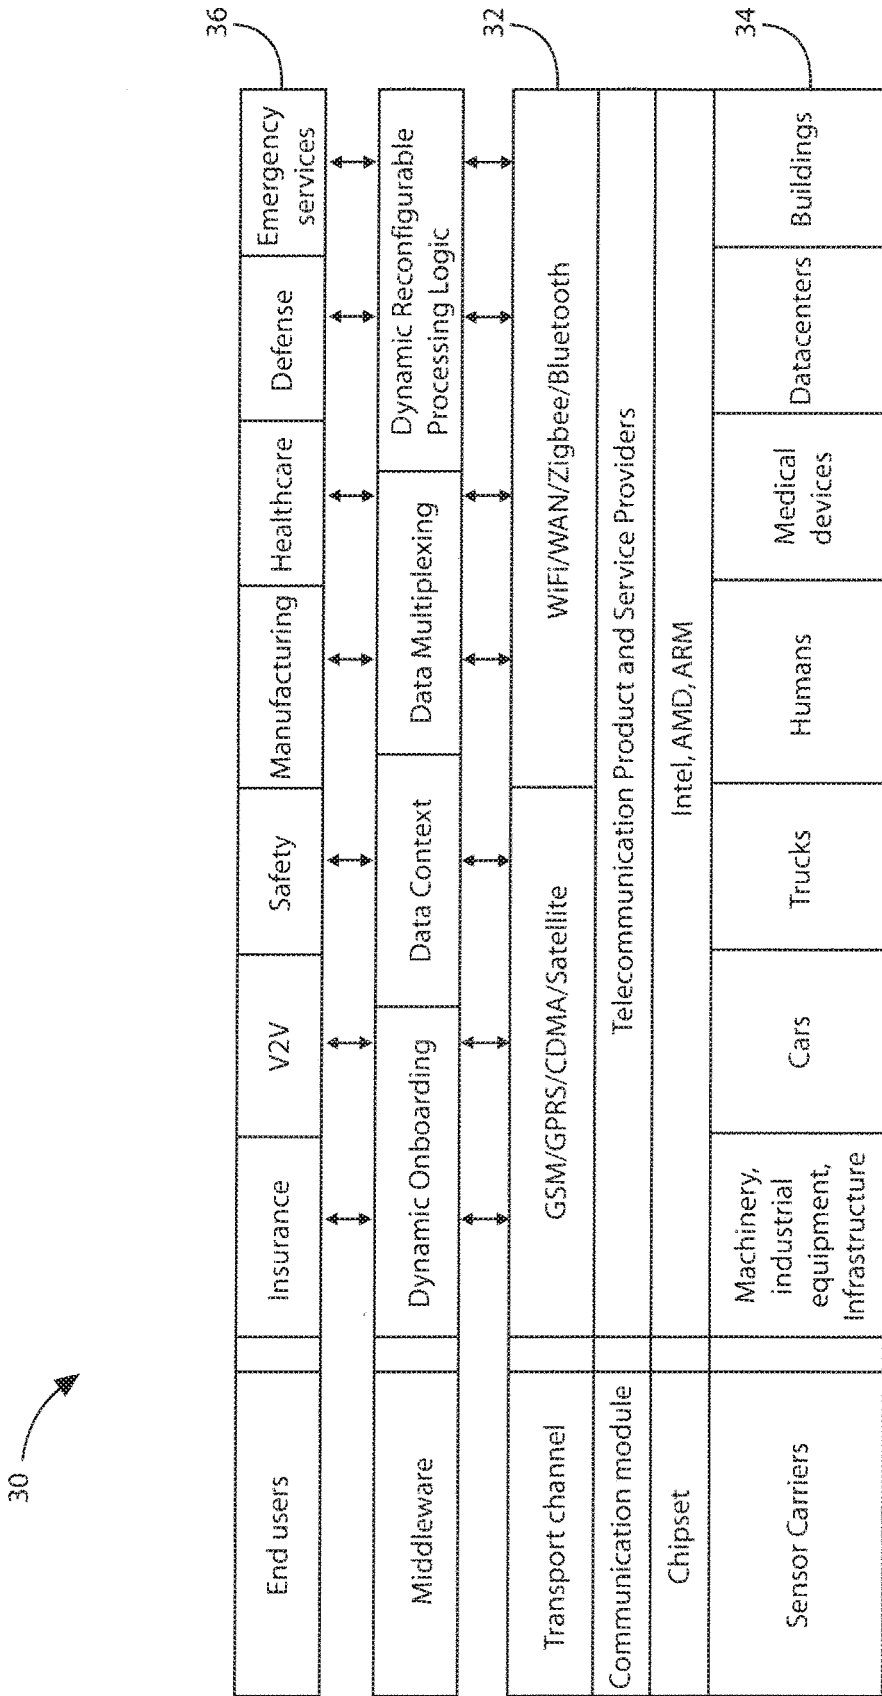 30
36
End users
Insurance
V2V
Safety
Manufacturing
Healthcare
Defense
Emergency
services
Middleware
Dynamic Onboarding
Data Context
Data Multiplexing
Dynamic Reconfigurable
Processing Logic
32
Transport channel
GSM/GPRS/CDMA/Satellite
WiFi/WAN/Zigbee/Bluetooth
Communication module
Telecommunication Product and Service Providers
Chipset
Intel, AMD, ARM
34
Sensor Carriers
Machinery,
industrial
equipment,
Infrastructure
Cars
Trucks
Humans
Medical
devices
Datacenters
Buildings